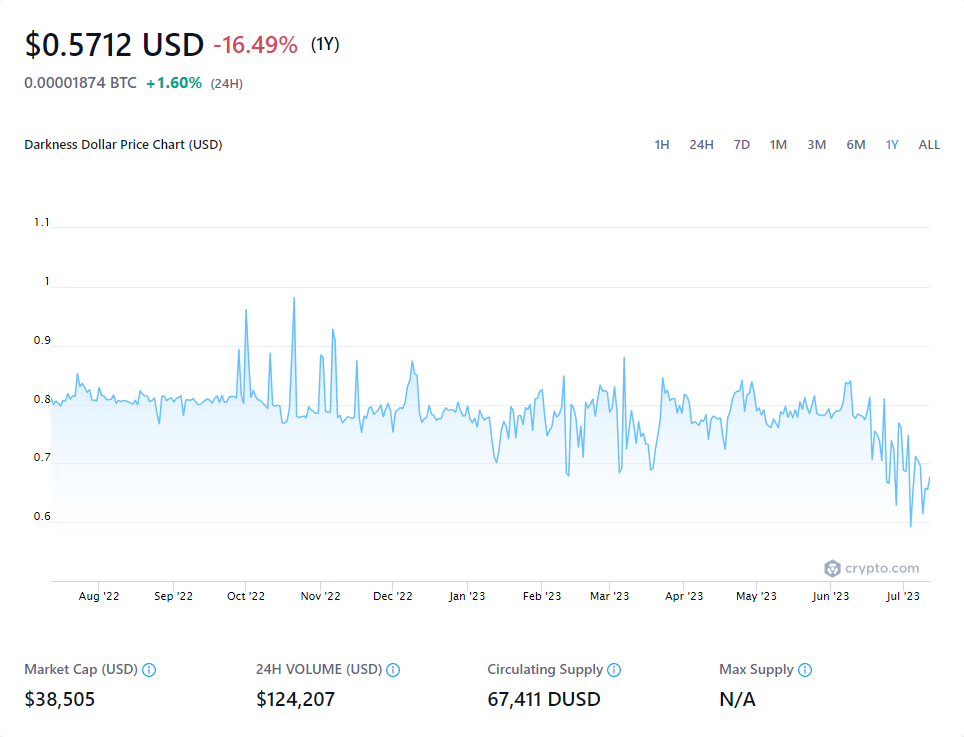 $0.5712 USD -16.49% (1Y)
0.00001874 BTC +1.60% (24H)
Darkness Dollar Price Chart (USD) 1H 24H 7D 1M 3M 6M 1Y ALL
1.1
1
0.9
0.8
0.7
0.6
crypto.com
Aug '22 Sep '22 Oct '22 Nov '22 Dec '22 Jan '23 Feb '23 Mar '23 Apr '23 May '23 Jun '23 Jul '23
Market Cap (USD) 24H VOLUME (USD) Circulating Supply Max Supply
$38,505 $124,207 67,411 DUSD N/A